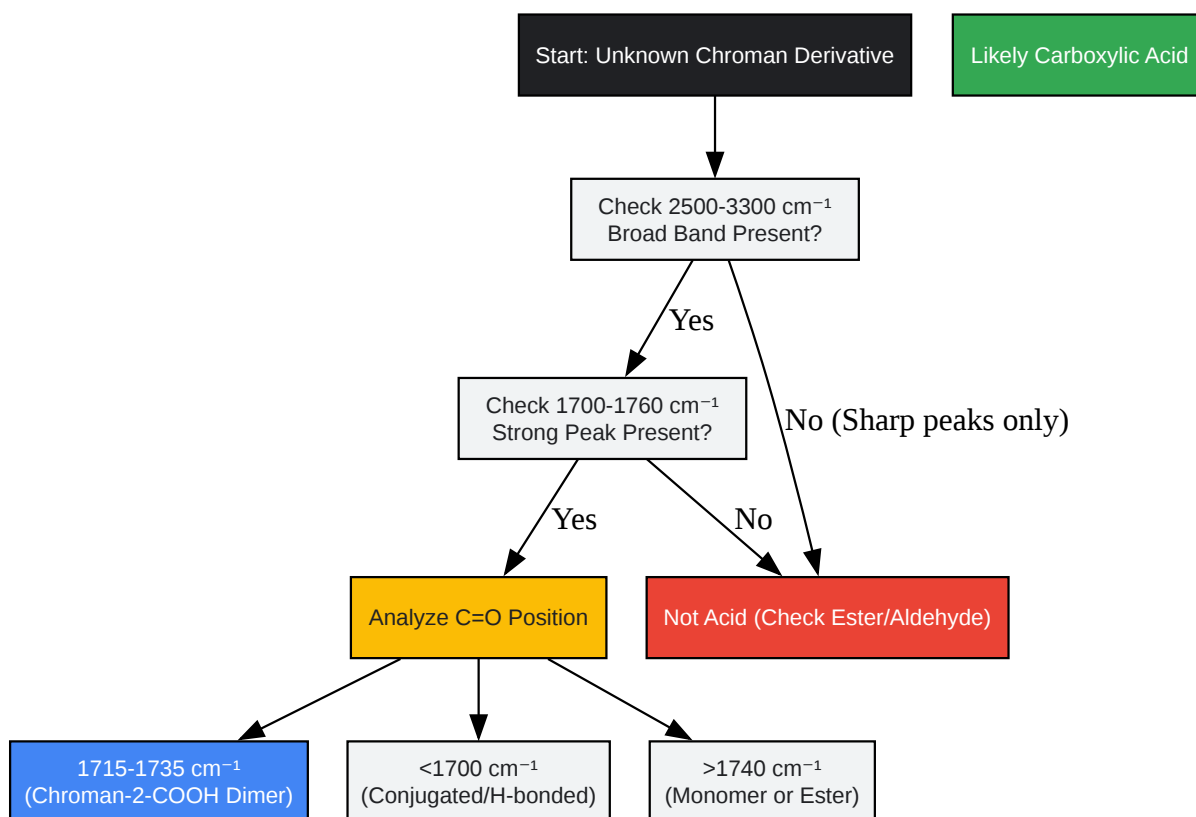 Start: Unknown Chroman Derivative
Likely Carboxylic Acid
Check 2500-3300 cm⁻¹
Broad Band Present?
Yes
No (Sharp peaks only)
Check 1700-1760 cm⁻¹
Strong Peak Present?
Yes
No
Analyze C=O Position
Not Acid (Check Ester/Aldehyde)
1715-1735 cm⁻¹
(Chroman-2-COOH Dimer)
<1700 cm⁻¹
(Conjugated/H-bonded)
>1740 cm⁻¹
(Monomer or Ester)